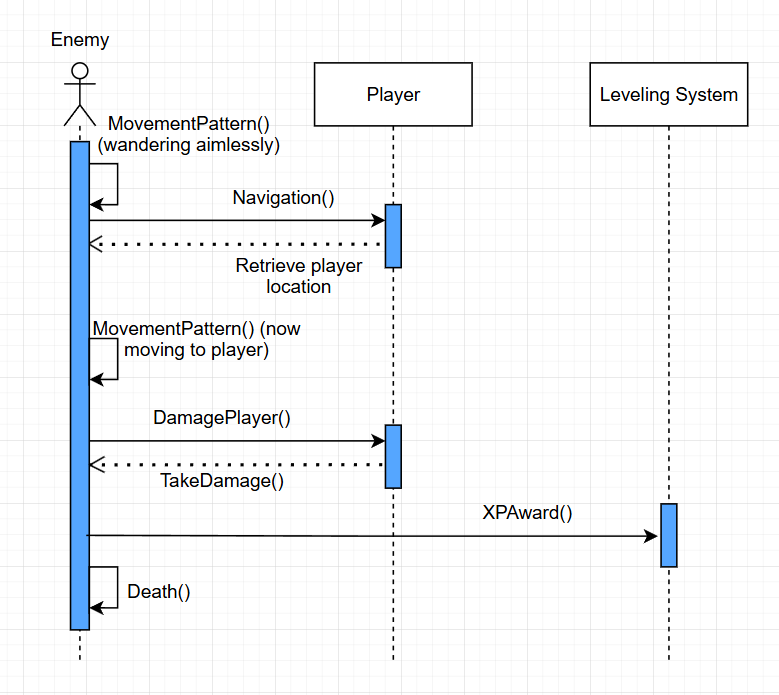 Enemy
Player
Leveling System
MovementPattern()
(wandering aimlessly)
Navigation()
Retrieve player
location
MovementPattern() (now
moving to player)
DamagePlayer()
TakeDamage()
XPAward()
Death()